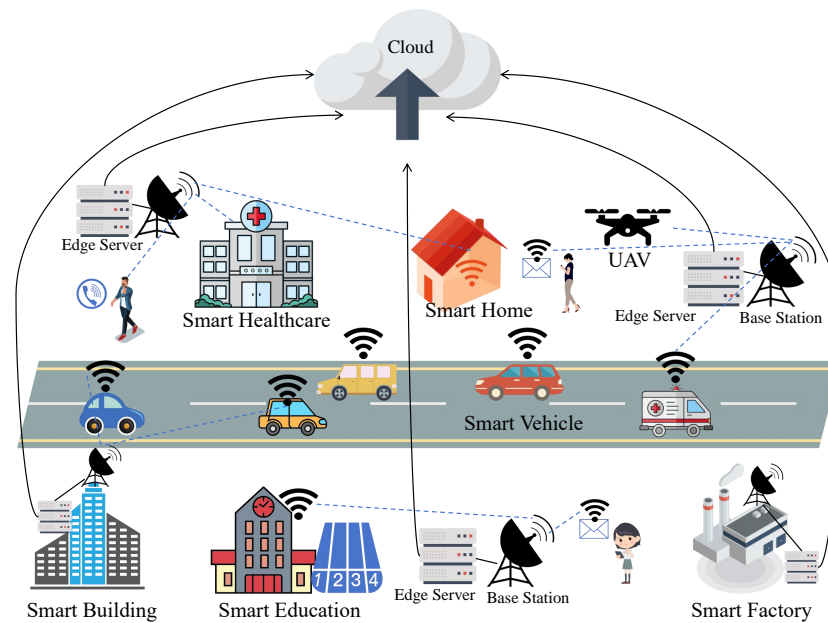 Cloud
Edge Server
UAV
Smart Healthcare
Smart Home
Edge Server
Base Station
Smart Vehicle
1 2 3 4
Edge Server
Base Station
Smart Building
Smart Education
Smart Factory